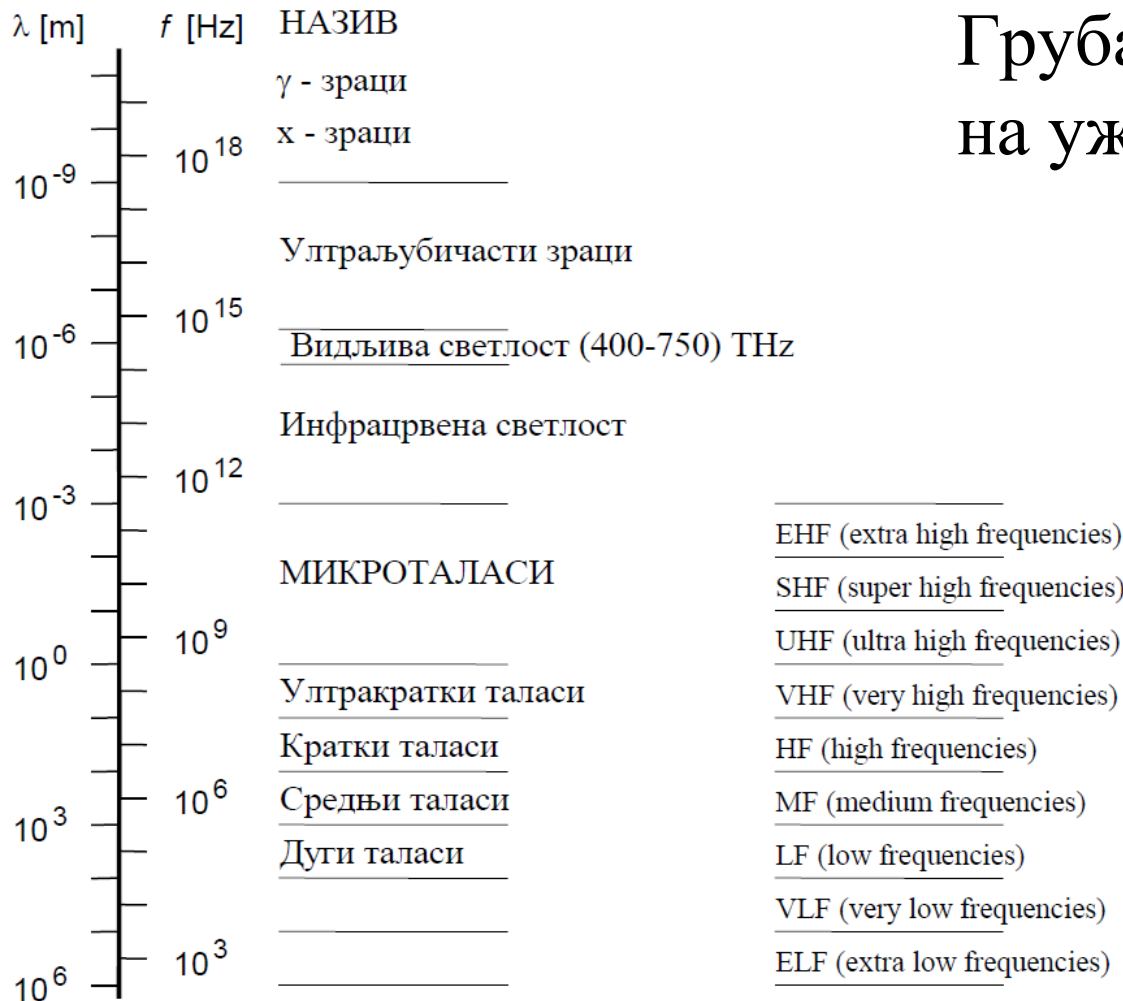 λ [m] f [Hz] НАЗИВ
Груба
на уж
γ - зраци
x - зраци
10^18
10^-9
Ултраљубичасти зраци
10^15
10^-6
Видљива светлост (400-750) THz
Инфрацрвена светлост
10^12
10^-3
EHF (extra high frequencies)
МИКРОТАЛАСИ
SHF (super high frequencies)
10^9
UHF (ultra high frequencies)
10^0
Ултракратки таласи VHF (very high frequencies)
Кратки таласи HF (high frequencies)
10^6 Средњи таласи MF (medium frequencies)
10^3
Дуги таласи LF (low frequencies)
VLF (very low frequencies)
10^3 ELF (extra low frequencies)
10^6